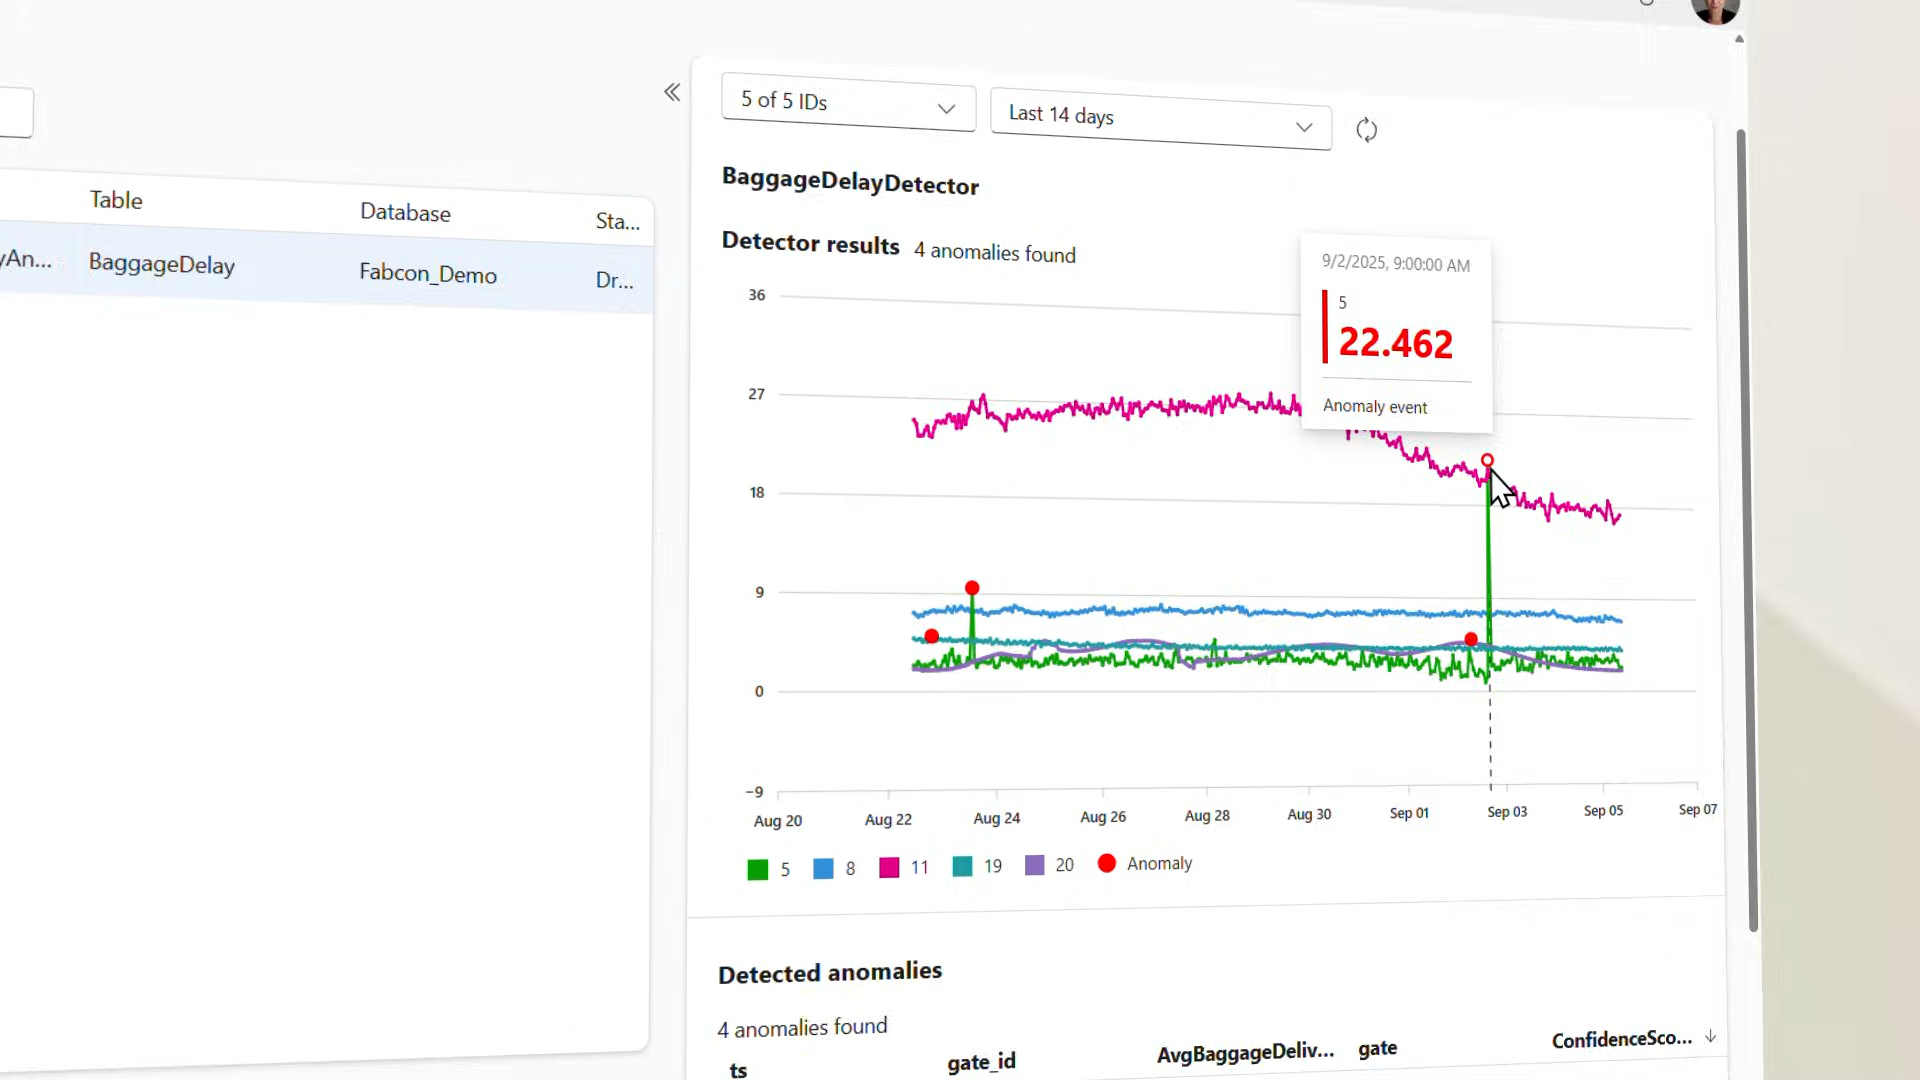 5 of 5 IDs
Last 14 days
BaggageDelayDetector
Table Database Sta...
yAn... BaggageDelay Fabcon_Demo Dr...
Detector results 4 anomalies found
9/2/2025, 9:00:00 AM
5
22.462
Anomaly event
36
27
18
9
0
−9
Aug 20 Aug 22 Aug 24 Aug 26 Aug 28 Aug 30 Sep 01 Sep 03 Sep 05 Sep 07
5 8 11 19 20 Anomaly
Detected anomalies
4 anomalies found
ts gate_id AvgBaggageDeliv... gate ConfidenceSco...